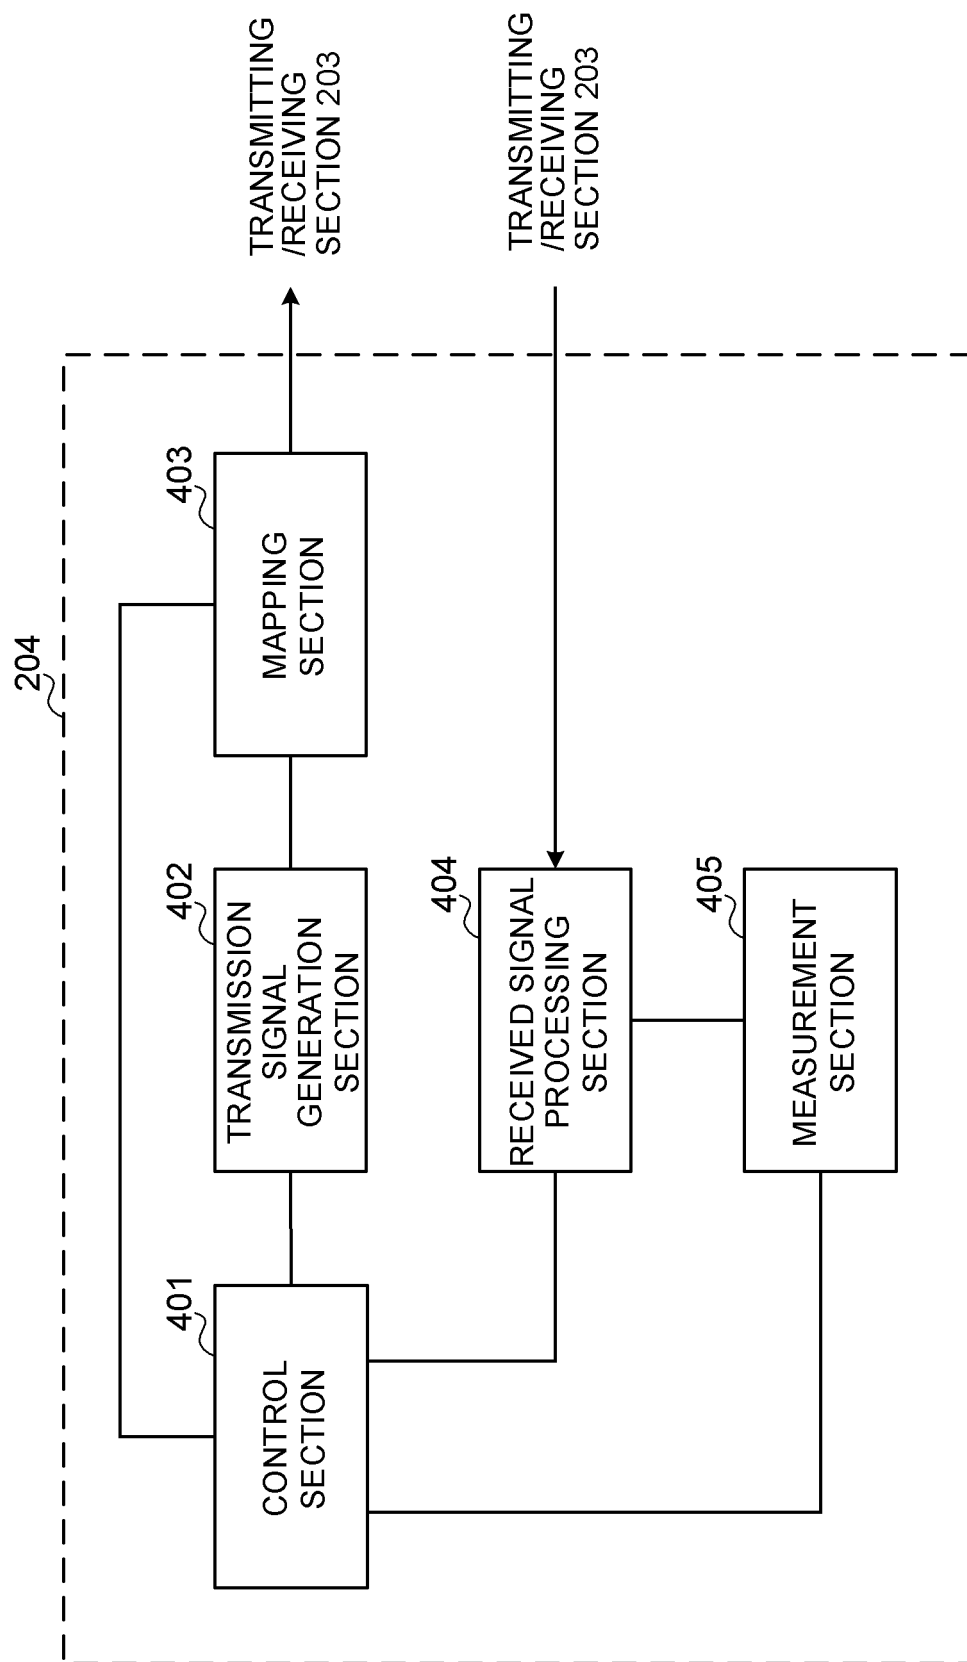 204
401
CONTROL
SECTION
402
TRANSMISSION
SIGNAL
GENERATION
SECTION
403
MAPPING
SECTION
TRANSMITTING
/RECEIVING
SECTION 203
404
RECEIVED SIGNAL
PROCESSING
SECTION
TRANSMITTING
/RECEIVING
SECTION 203
405
MEASUREMENT
SECTION